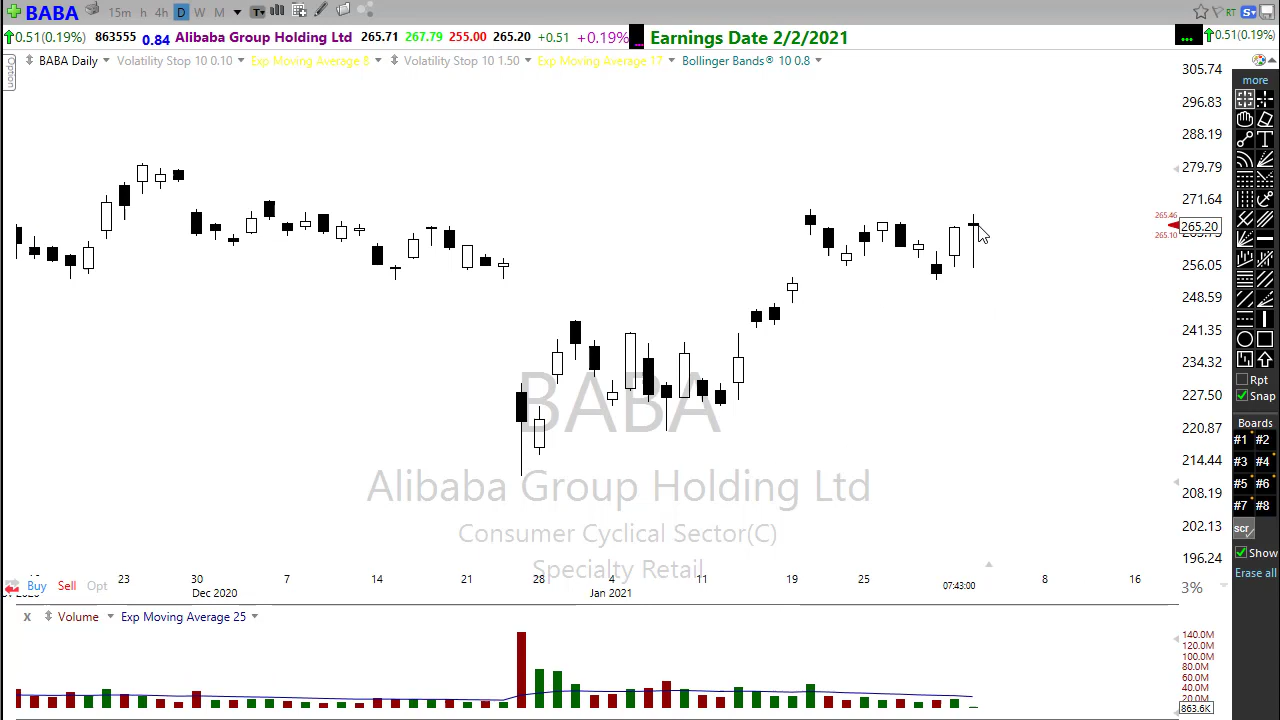 BABA 15m h 4h D W M T RT S
0.51(0.19%) 863555 0.84 Alibaba Group Holding Ltd 265.71 267.79 255.00 265.20 +0.51 +0.19% ... Earnings Date 2/2/2021 ... 0.51(0.19%)
BABA Daily Volatility Stop 10 0.10 Exp Moving Average 8 Volatility Stop 10 1.50 Exp Moving Average 17 Bollinger Bands® 10 0.8
Option
305.74
more
296.83
288.19
279.79
271.64
265.46
265.20
265.10
256.05
248.59
241.35
234.32
227.50
220.87
214.44
208.19
202.13
196.24
3%
Rpt
Snap
Boards
#1 #2
#3 #4
#5 #6
#7 #8
scr
Show
Erase all
BABA
Alibaba Group Holding Ltd
Consumer Cyclical Sector(C)
Specialty Retail
Buy Sell Opt
23 30 7 14 21 28 4 11 19 25 07:43:00 8 16
Dec 2020 Jan 2021
X Volume Exp Moving Average 25
140.0M
120.0M
100.0M
80.0M
60.0M
40.0M
20.0M
863.6K